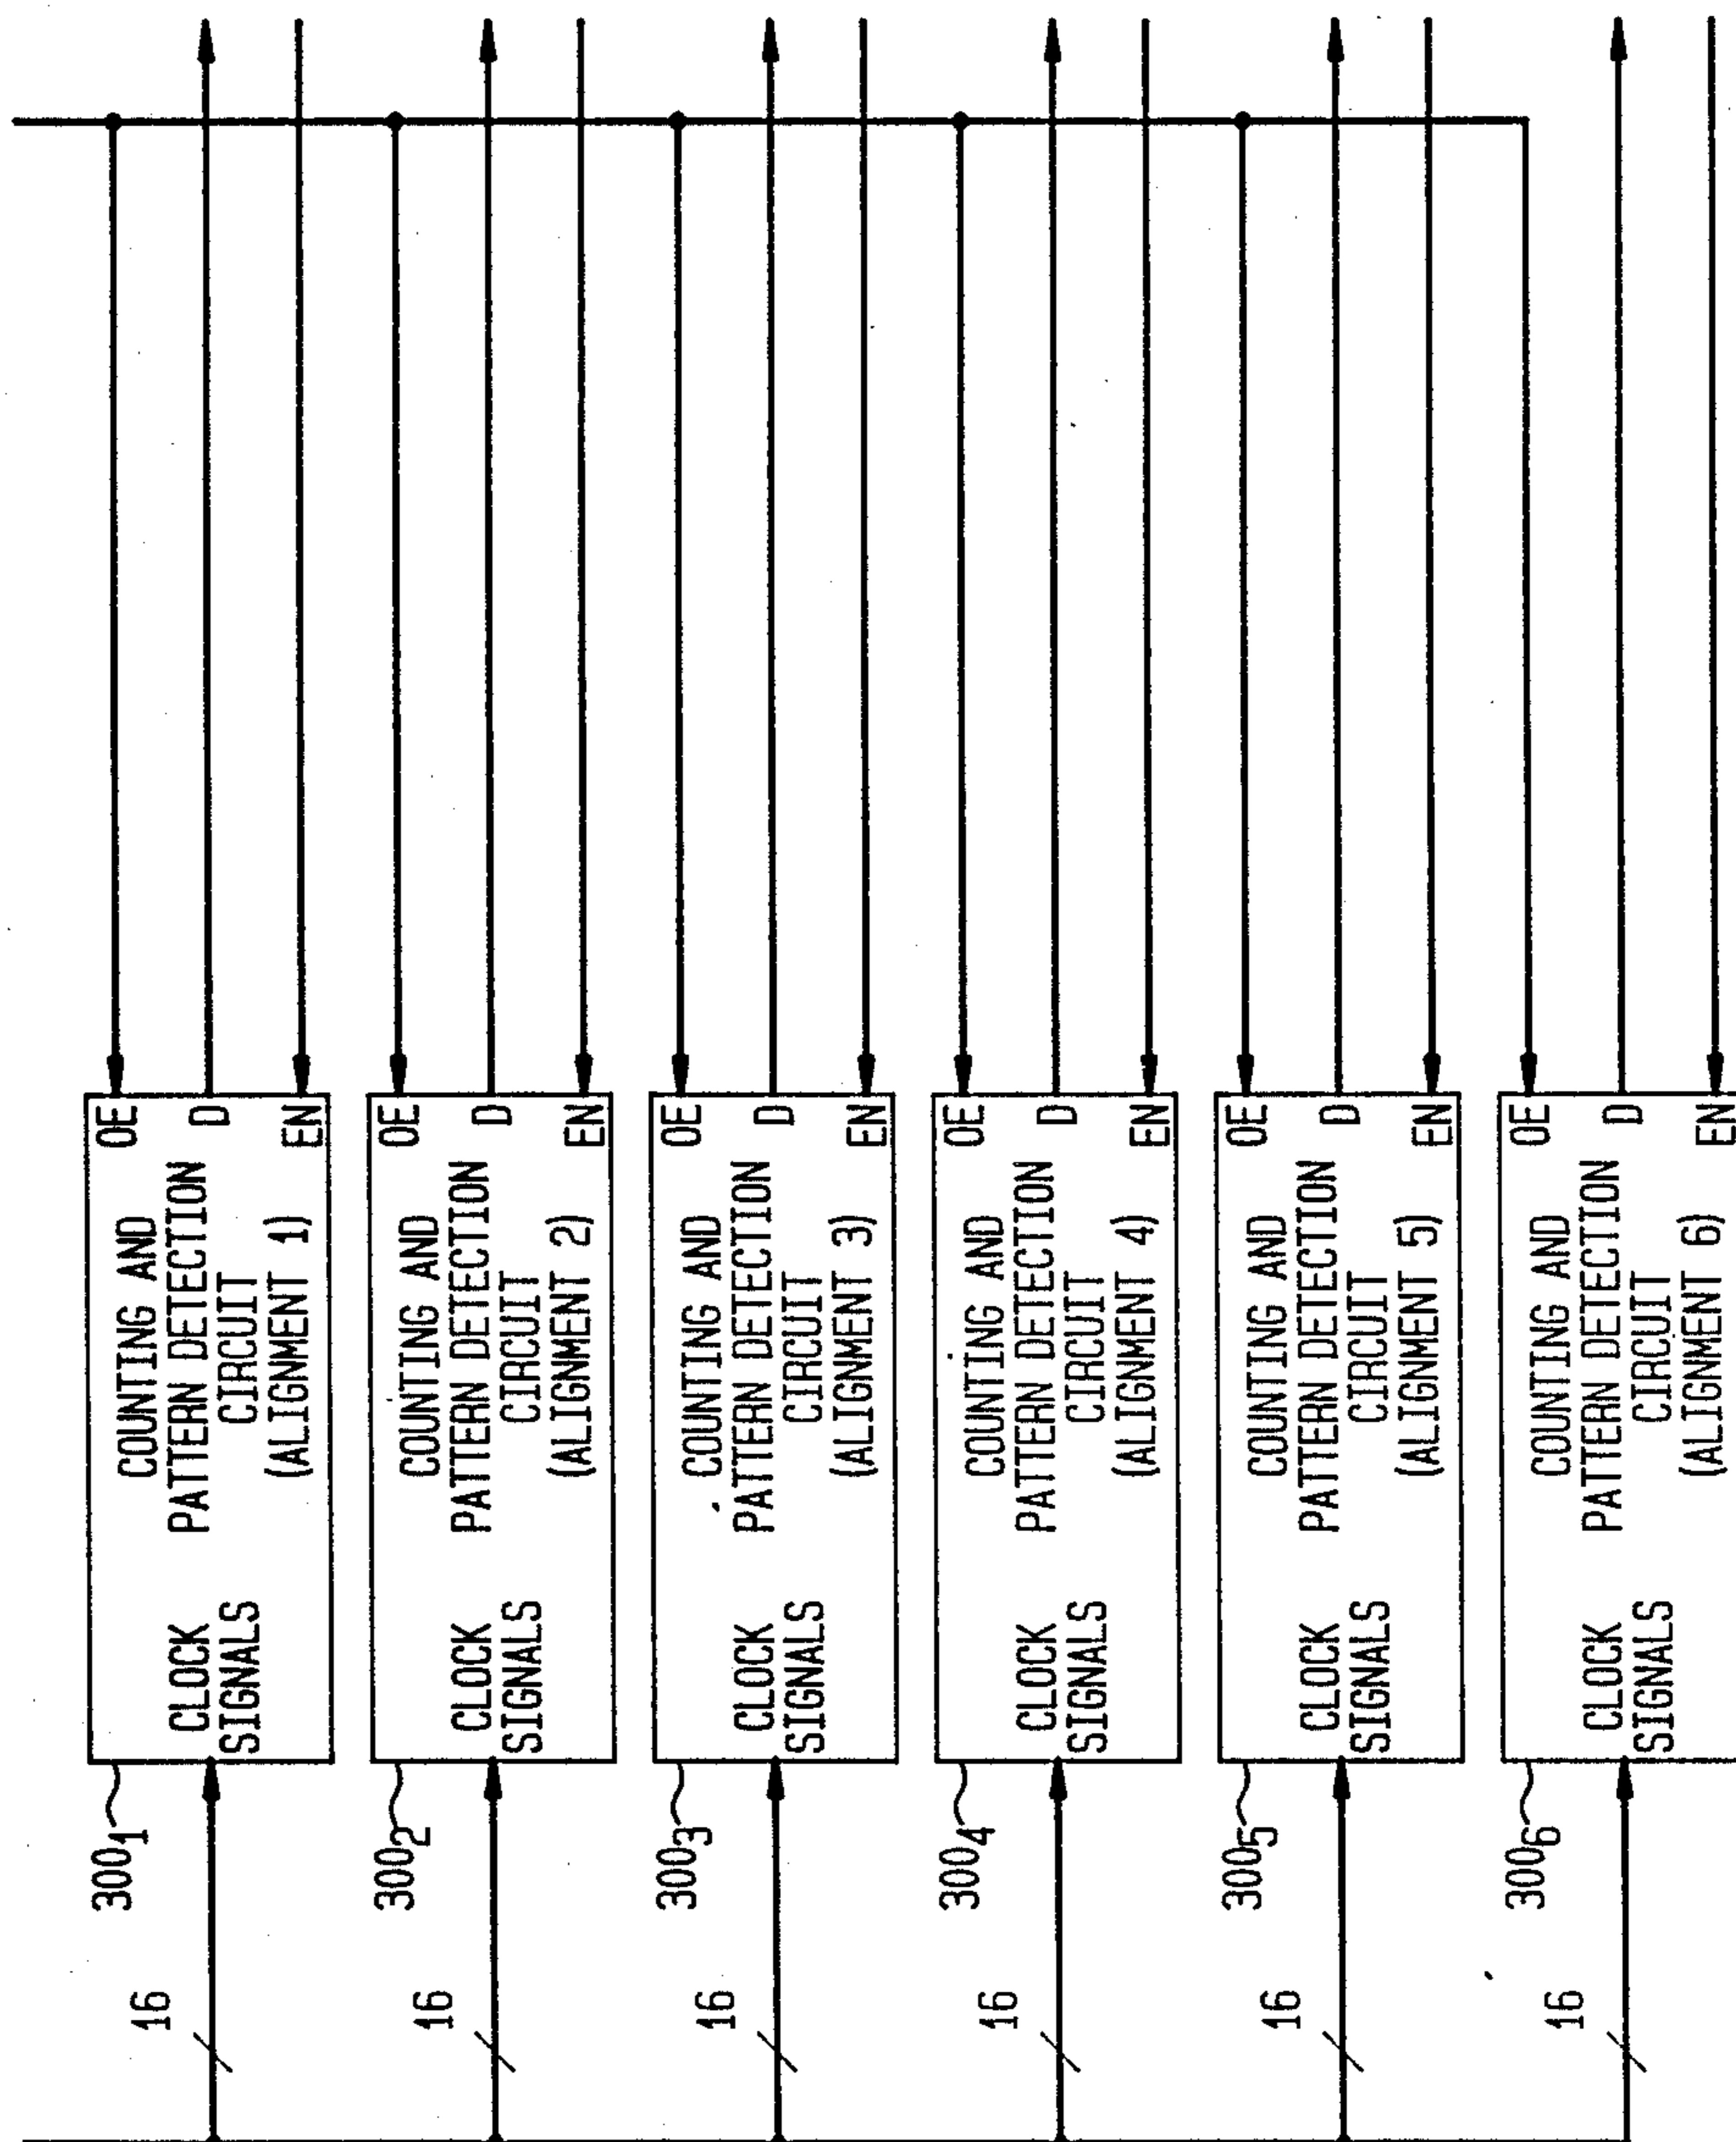 300₁
16
CLOCK
SIGNALS
COUNTING AND
PATTERN DETECTION
CIRCUIT
(ALIGNMENT 1)
OE
D
EN
300₂
16
CLOCK
SIGNALS
COUNTING AND
PATTERN DETECTION
CIRCUIT
(ALIGNMENT 2)
OE
D
EN
300₃
16
CLOCK
SIGNALS
COUNTING AND
PATTERN DETECTION
CIRCUIT
(ALIGNMENT 3)
OE
D
EN
300₄
16
CLOCK
SIGNALS
COUNTING AND
PATTERN DETECTION
CIRCUIT
(ALIGNMENT 4)
OE
D
EN
300₅
16
CLOCK
SIGNALS
COUNTING AND
PATTERN DETECTION
CIRCUIT
(ALIGNMENT 5)
OE
D
EN
300₆
16
CLOCK
SIGNALS
COUNTING AND
PATTERN DETECTION
CIRCUIT
(ALIGNMENT 6)
OE
D
EN